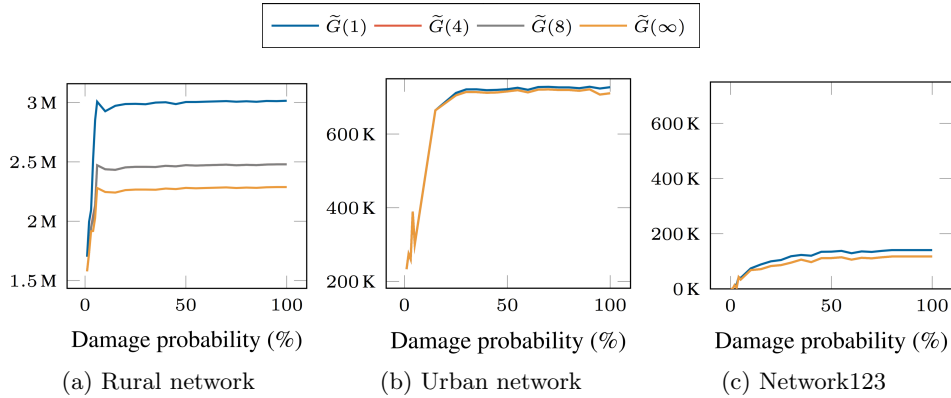 G̃(1) G̃(4) G̃(8) G̃(∞)
3 M
2.5 M
2 M
1.5 M
0 50 100
Damage probability (%)
(a) Rural network
600 K
400 K
200 K
0 50 100
Damage probability (%)
(b) Urban network
600 K
400 K
200 K
0 K
0 50 100
Damage probability (%)
(c) Network123